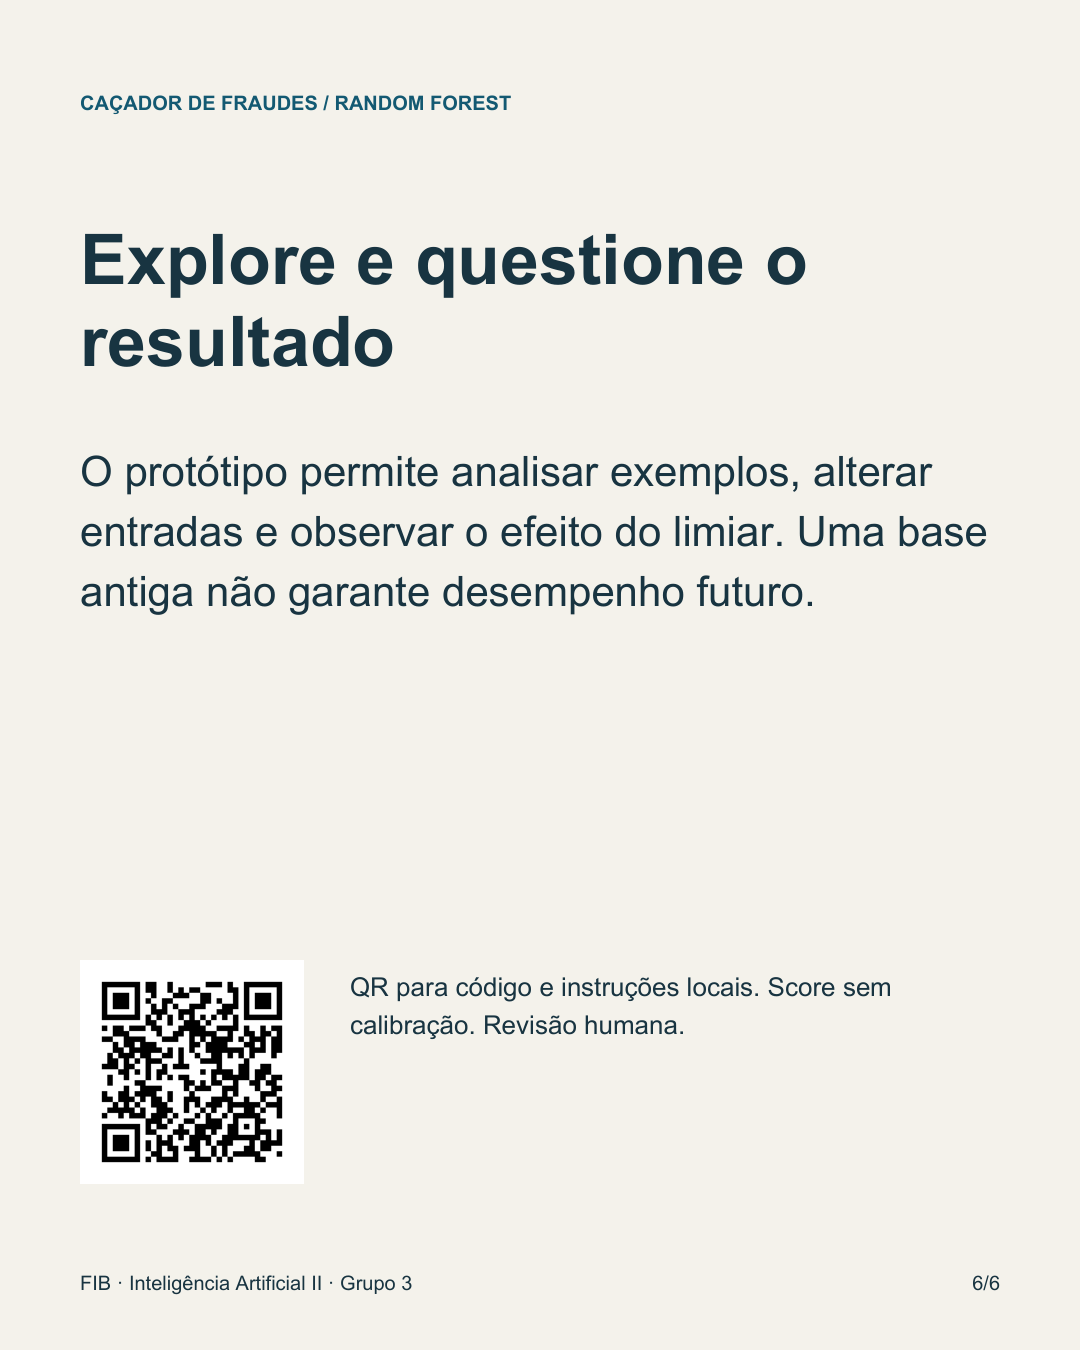 CAÇADOR DE FRAUDES / RANDOM FOREST
Explore e questione o
resultado
O protótipo permite analisar exemplos, alterar
entradas e observar o efeito do limiar. Uma base
antiga não garante desempenho futuro.
QR para código e instruções locais. Score sem
calibração. Revisão humana.
FIB · Inteligência Artificial II · Grupo 3
6/6